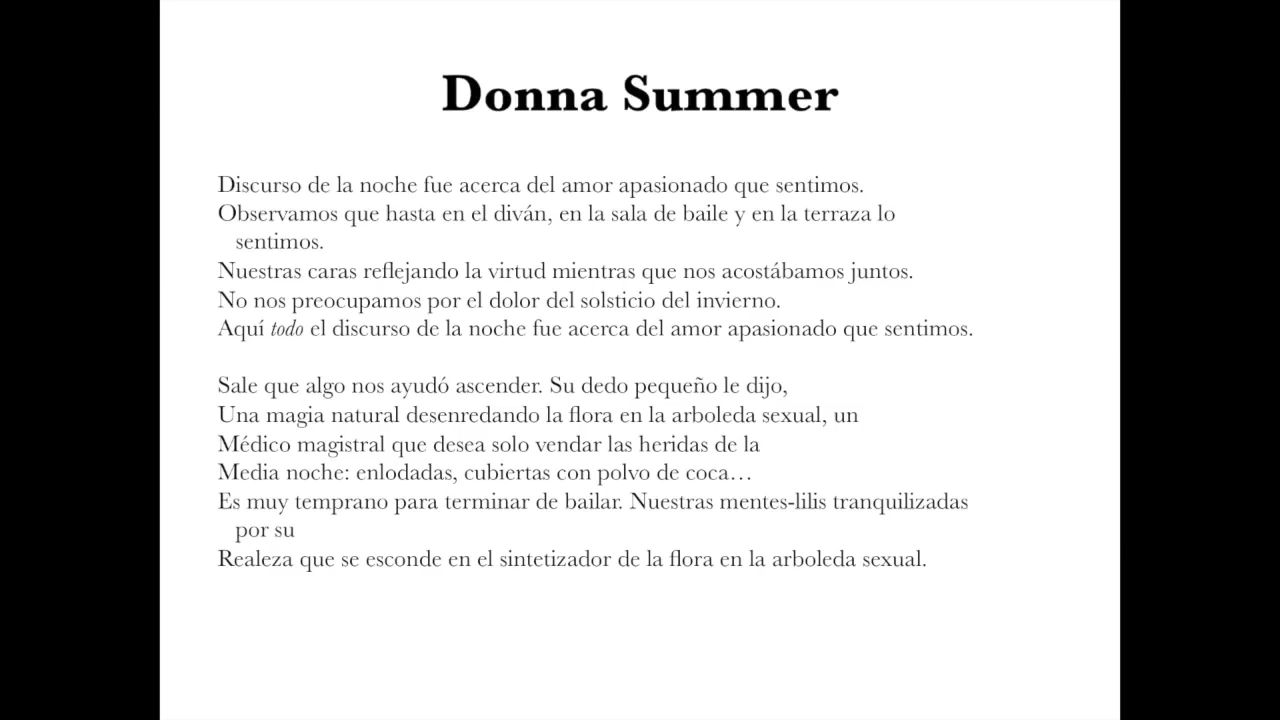 Donna Summer
Discurso de la noche fue acerca del amor apasionado que sentimos.
Observamos que hasta en el diván, en la sala de baile y en la terraza lo
sentimos.
Nuestras caras reflejando la virtud mientras que nos acostábamos juntos.
No nos preocupamos por el dolor del solsticio del invierno.
Aquí todo el discurso de la noche fue acerca del amor apasionado que sentimos.
Sale que algo nos ayudó ascender. Su dedo pequeño le dijo,
Una magia natural desenredando la flora en la arboleda sexual, un
Médico magistral que desea solo vendar las heridas de la
Media noche: enlodadas, cubiertas con polvo de coca…
Es muy temprano para terminar de bailar. Nuestras mentes-lilis tranquilizadas
por su
Realeza que se esconde en el sintetizador de la flora en la arboleda sexual.